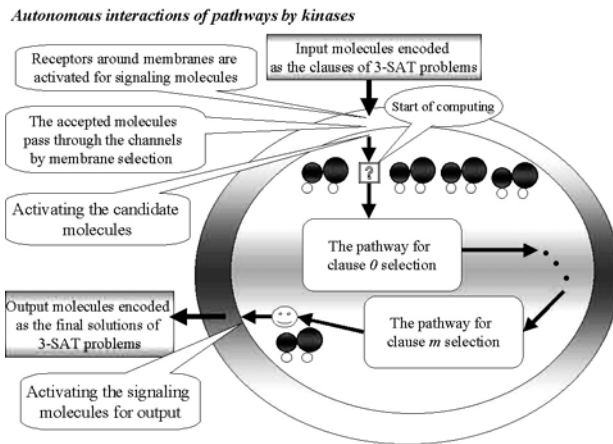 Autonomous interactions of pathways by kinases
Receptors around membranes are
activated for signaling molecules
Input molecules encoded
as the clauses of 3-SAT problems
Start of computing
The accepted molecules
pass through the channels
by membrane selection
?
Activating the candidate
molecules
The pathway for
clause 0 selection
Output molecules encoded
as the final solutions of
3-SAT problems
The pathway for
clause m selection
Activating the signaling
molecules for output